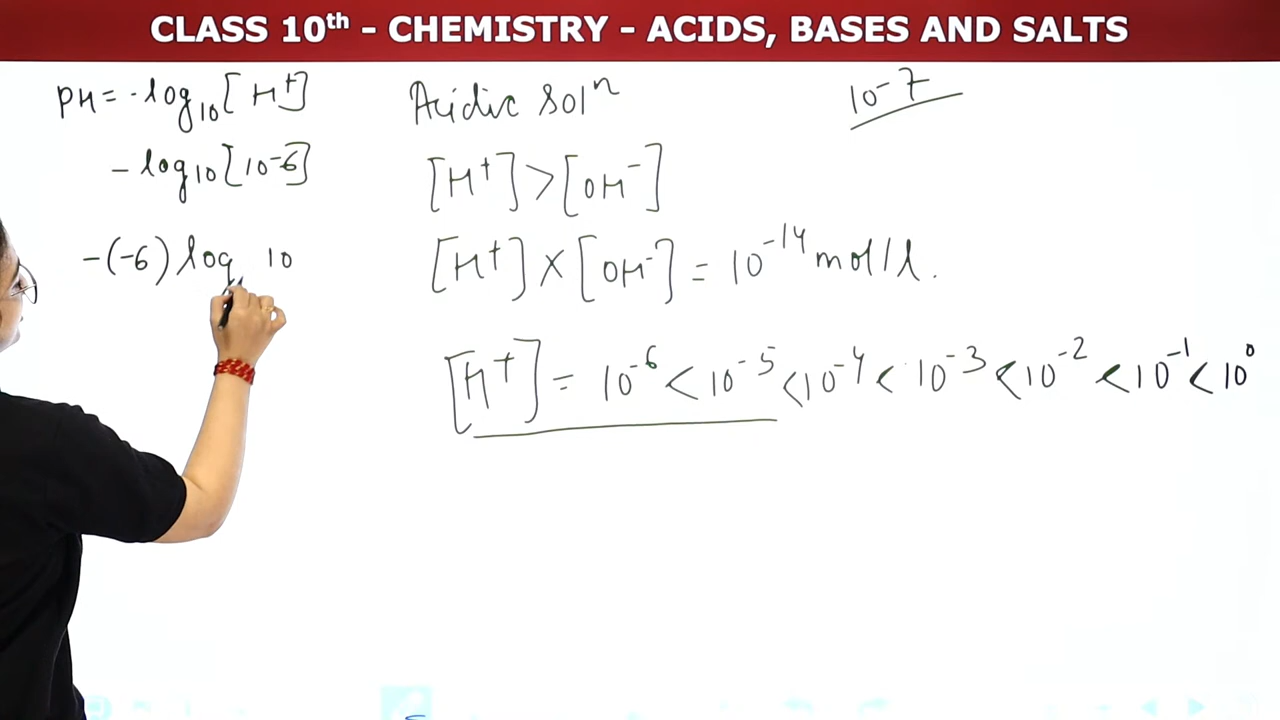 CLASS 10th - CHEMISTRY - ACIDS, BASES AND SALTS
PH = -log10[H+]
-log10[10-6]
-(-6) log 10
Acidic Soln
[H+] > [OH-]
[H+] × [OH-] = 10-14 mol/l.
[H+] = 10-6 < 10-5 < 10-4 < 10-3 < 10-2 < 10-1 < 100
10-7